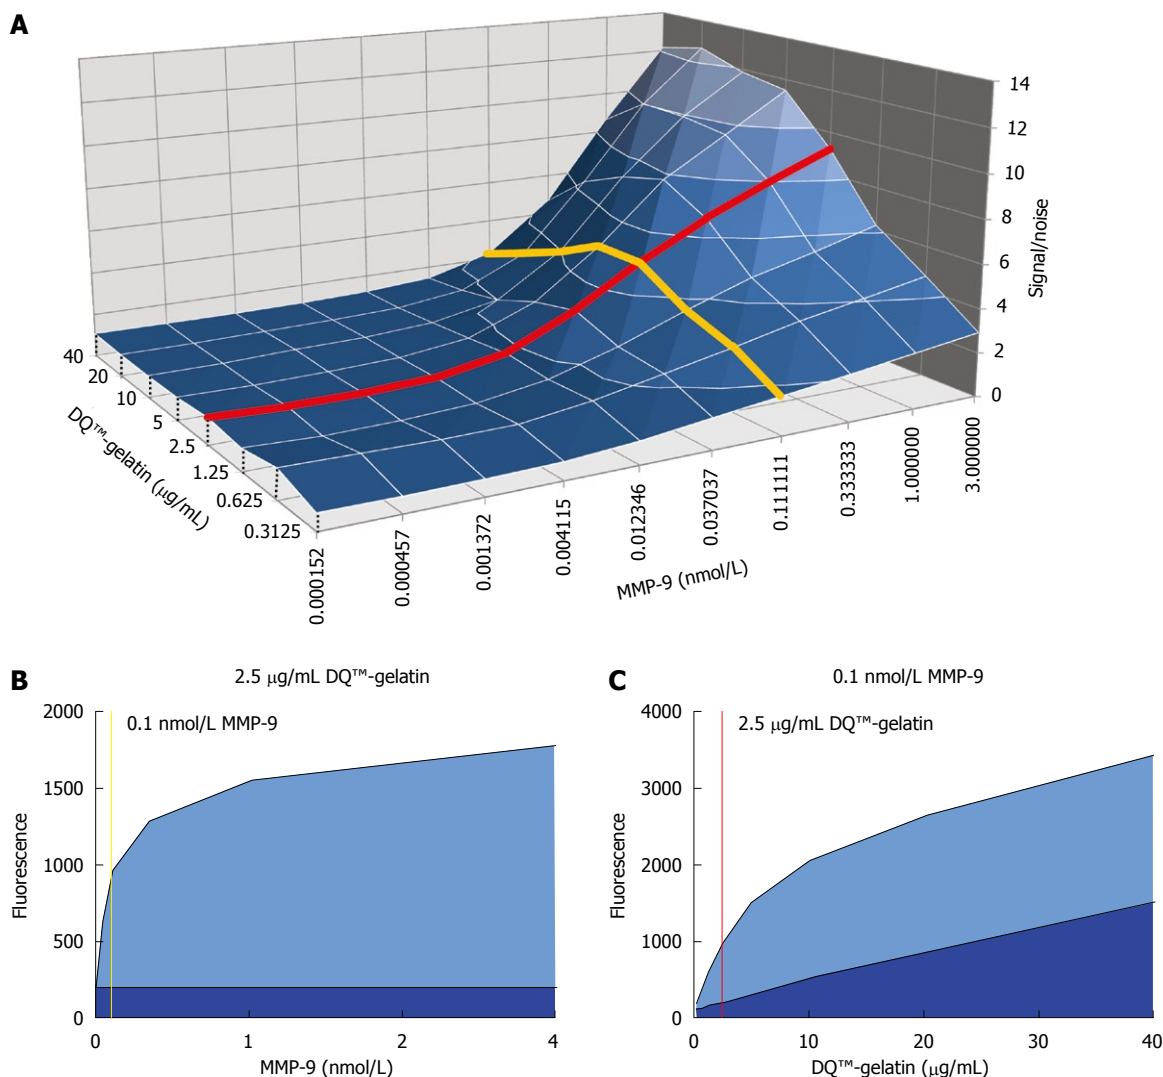 A
14
12
10
8
6
4
2
0
Signal/noise
40
20
10
5
2.5
1.25
0.625
0.3125
DQ™-gelatin (μg/mL)
0.000152
0.000457
0.001372
0.004115
0.012346
0.037037
0.111111
0.333333
1.000000
3.000000
MMP-9 (nmol/L)
B
2.5 μg/mL DQ™-gelatin
0.1 nmol/L MMP-9
2000
1500
1000
500
0
Fluorescence
0 1 2 4
MMP-9 (nmol/L)
C
0.1 nmol/L MMP-9
2.5 μg/mL DQ™-gelatin
4000
3000
2000
1000
0
Fluorescence
0 10 20 30 40
DQ™-gelatin (μg/mL)